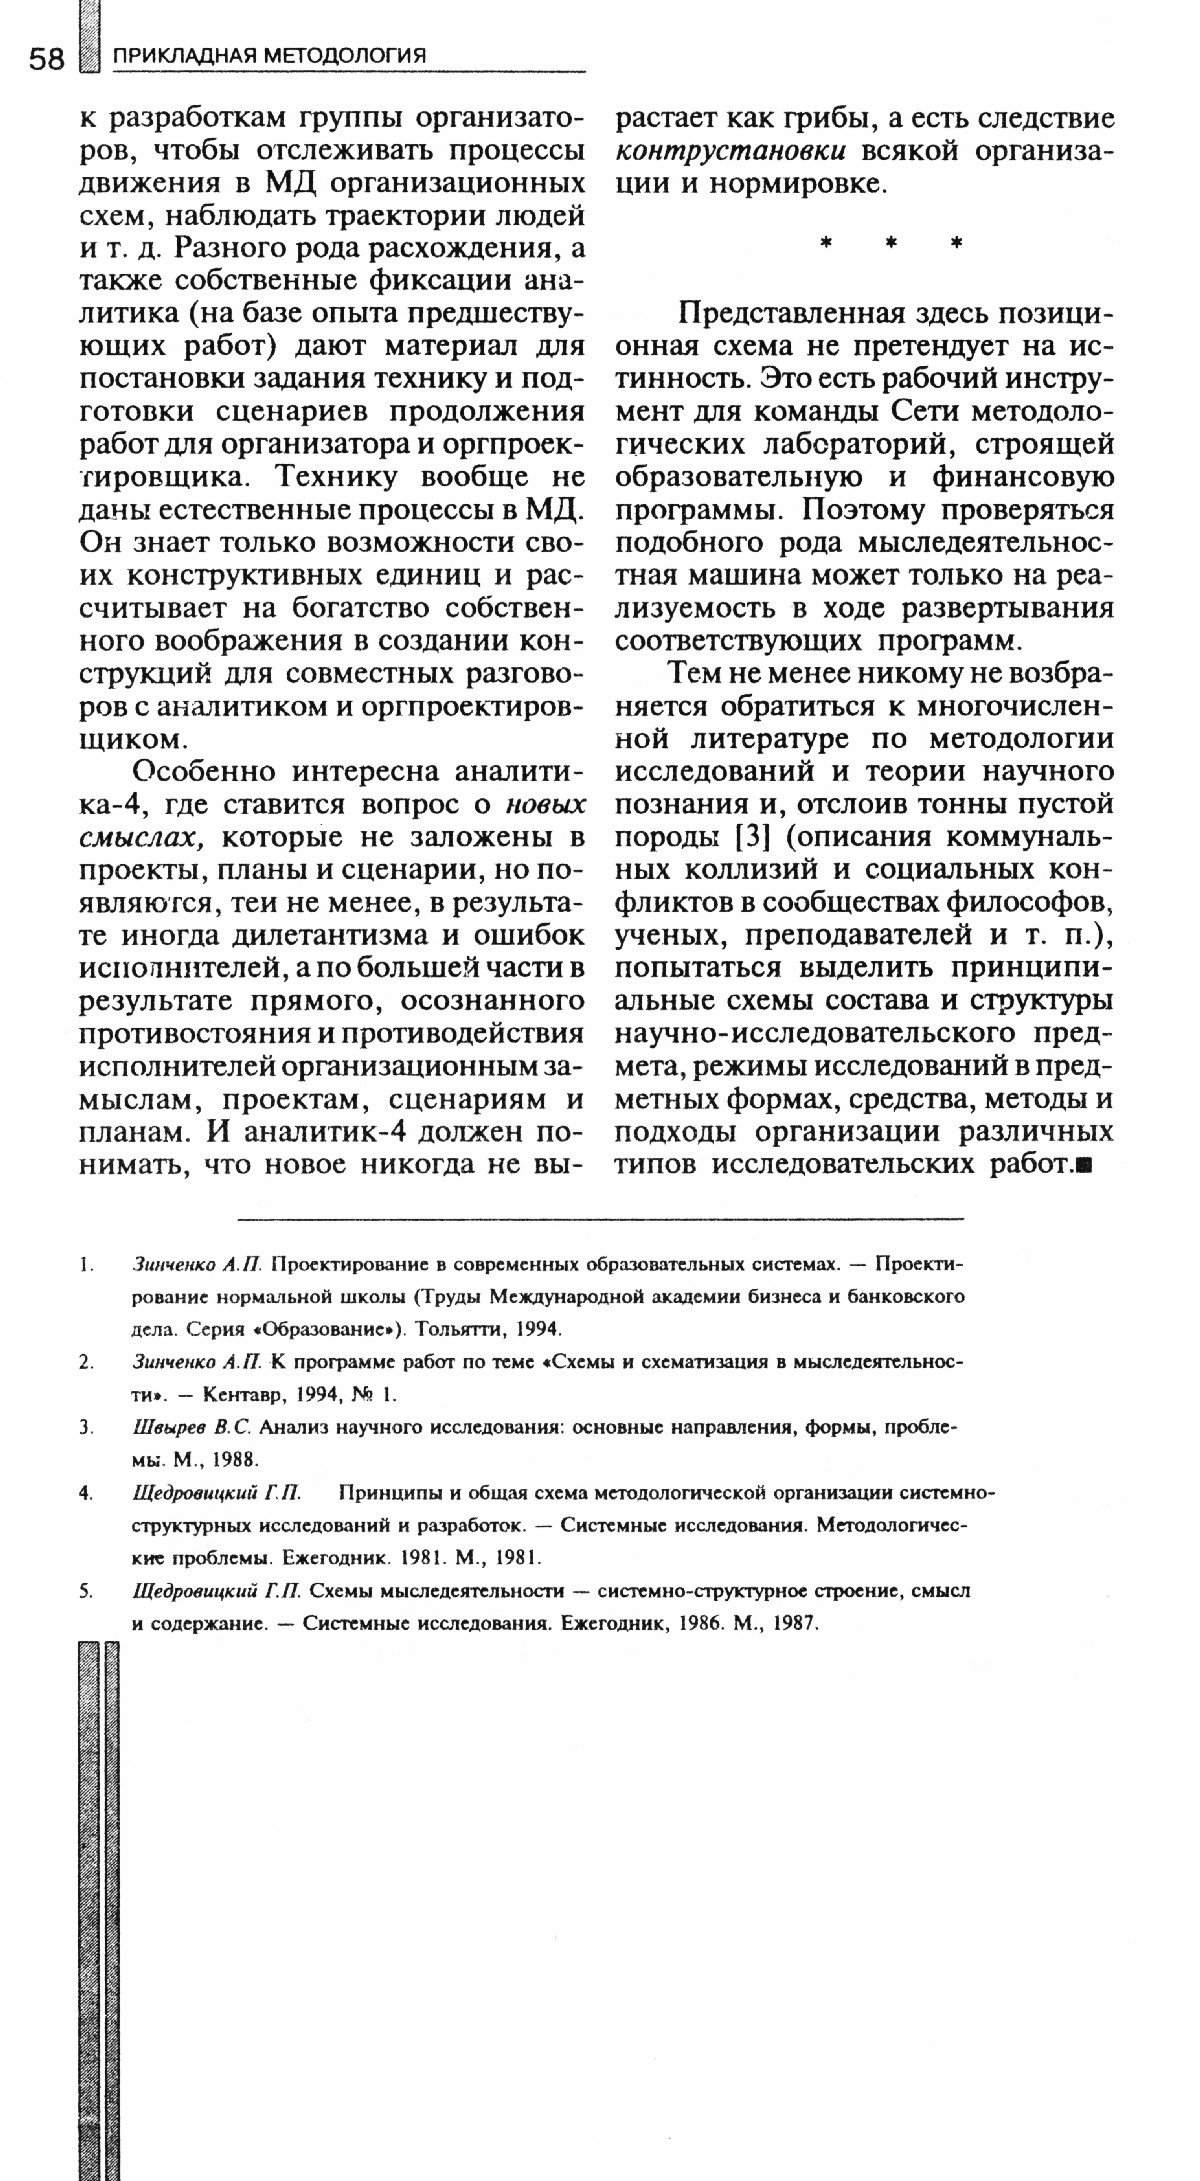 58
ПРИКЛАДНАЯ МЕТОДОЛОГИЯ
к разработкам группы организато-
ров, чтобы отслеживать процессы
движения в МД организационных
схем, наблюдать траектории людей
и т. д. Разного рода расхождения, а
также собственные фиксации ана-
литика (на базе опыта предшеству-
ющих работ) дают материал для
постановки задания технику и под-
готовки сценариев продолжения
работ для организатора и оргпроек-
тировщика. Технику вообще не
даны естественные процессы в МД.
Он знает только возможности сво-
их конструктивных единиц и рас-
считывает на богатство собствен-
ного воображения в создании кон-
струкций для совместных разгово-
ров с аналитиком и оргпроектиров-
щиком.
Особенно интересна аналити-
ка-4, где ставится вопрос о новых
смыслах, которые не заложены в
проекты, планы и сценарии, но по-
являются, теи не менее, в результа-
те иногда дилетантизма и ошибок
исполнителей, а по большей части в
результате прямого, осознанного
противостояния и противодействия
исполнителей организационным за-
мыслам, проектам, сценариям и
планам. И аналитик-4 должен по-
нимать, что новое никогда не вы-
растает как грибы, а есть следствие
контрустановки всякой организа-
ции и нормировке.
* * *
Представленная здесь позици-
онная схема не претендует на ис-
тинность. Это есть рабочий инстру-
мент для команды Сети методоло-
гических лабораторий, строящей
образовательную и финансовую
программы. Поэтому проверяться
подобного рода мыследеятельнос-
тная машина может только на реа-
лизуемость в ходе развертывания
соответствующих программ.
Тем не менее никому не возбра-
няется обратиться к многочислен-
ной литературе по методологии
исследований и теории научного
познания и, отслоив тонны пустой
породы [3] (описания коммуналь-
ных коллизий и социальных кон-
фликтов в сообществах философов,
ученых, преподавателей и т. п.),
попытаться выделить принципи-
альные схемы состава и структуры
научно-исследовательского пред-
мета, режимы исследований в пред-
метных формах, средства, методы и
подходы организации различных
типов исследовательских работ.■
1. Зинченко А.П. Проектирование в современных образовательных системах. — Проекти-
рование нормальной школы (Труды Международной академии бизнеса и банковского
дела. Серия «Образование»). Тольятти, 1994.
2. Зинченко А.П. К программе работ по теме «Схемы и схематизация в мыследеятельнос-
ти». — Кентавр, 1994, № 1.
3. Швырев В.С. Анализ научного исследования: основные направления, формы, пробле-
мы. М., 1988.
4. Щедровицкий Г.П. Принципы и общая схема методологической организации системно-
структурных исследований и разработок. — Системные исследования. Методологичес-
кие проблемы. Ежегодник. 1981. М., 1981.
5. Щедровицкий Г.П. Схемы мыследеятельности — системно-структурное строение, смысл
и содержание. — Системные исследования. Ежегодник, 1986. М., 1987.